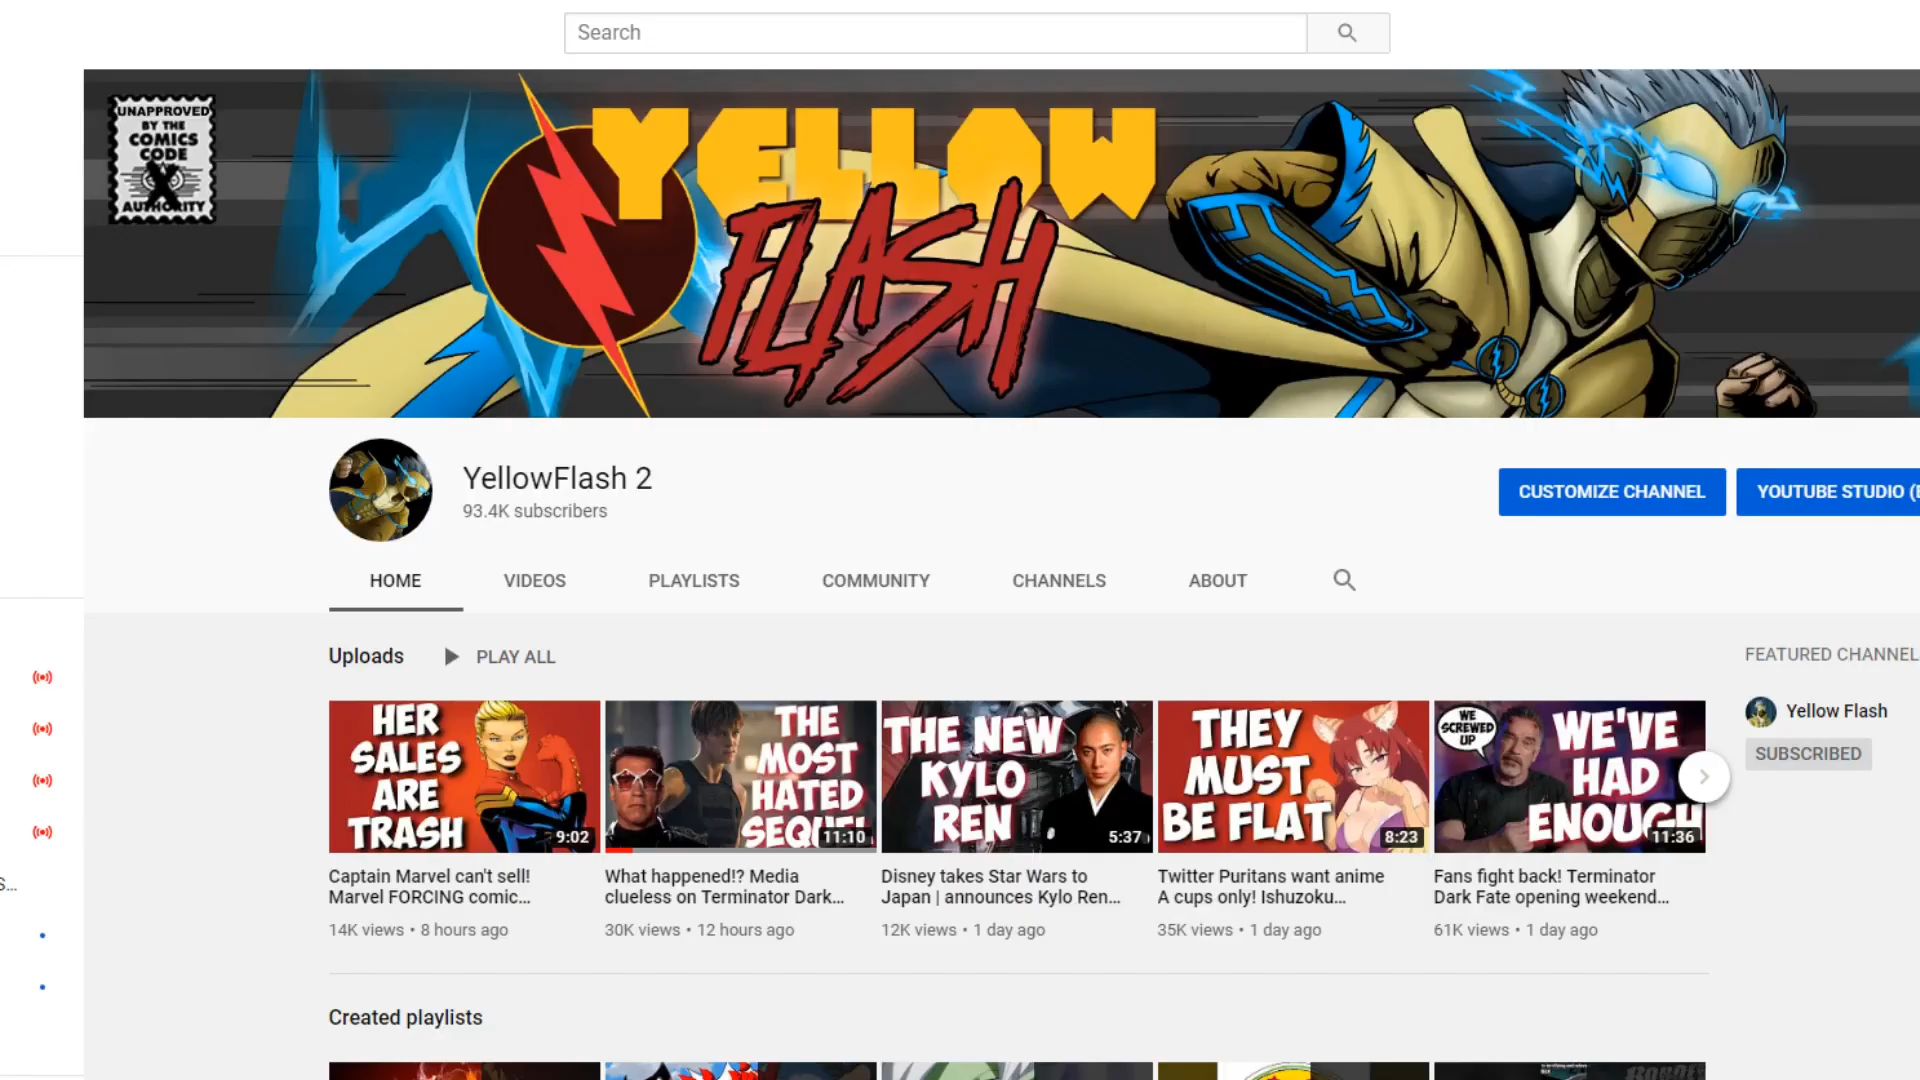 Search
UNAPPROVED
BY THE
COMICS
CODE
AUTHORITY
YELLOW
FLASH
YellowFlash 2
93.4K subscribers
CUSTOMIZE CHANNEL
YOUTUBE STUDIO (
HOME
VIDEOS
PLAYLISTS
COMMUNITY
CHANNELS
ABOUT
Uploads
PLAY ALL
FEATURED CHANNEL
Yellow Flash
SUBSCRIBED
HER
SALES
ARE
TRASH
9:02
Captain Marvel can't sell!
Marvel FORCING comic...
14K views • 8 hours ago
THE
MOST
HATED
SEQUEL
11:10
What happened!? Media
clueless on Terminator Dark...
30K views • 12 hours ago
THE NEW
KYLO
REN
5:37
Disney takes Star Wars to
Japan | announces Kylo Ren...
12K views • 1 day ago
THEY
MUST
BE FLAT
8:23
Twitter Puritans want anime
A cups only! Ishuzoku...
35K views • 1 day ago
WE
SCREWED
UP
WE'VE
HAD
ENOUGH
11:36
Fans fight back! Terminator
Dark Fate opening weekend...
61K views • 1 day ago
S...
Created playlists